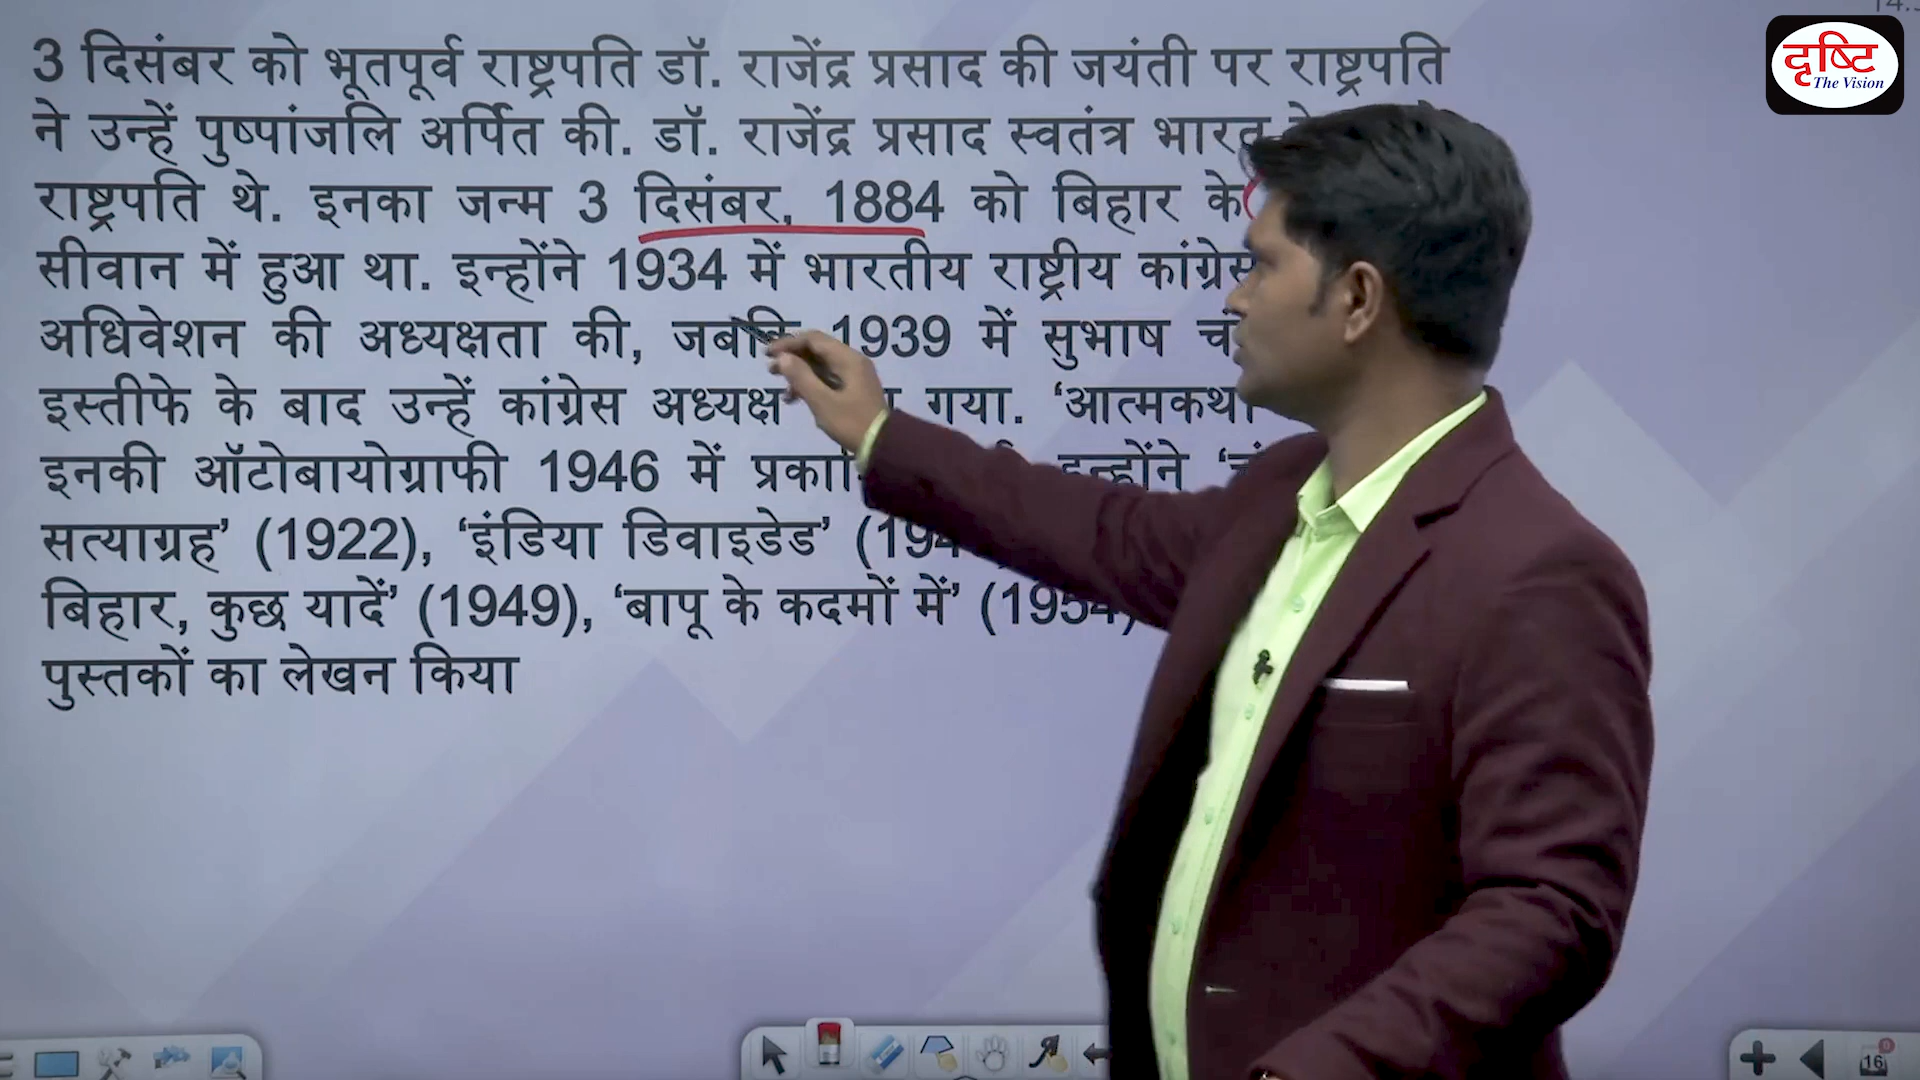 3 दिसंबर को भूतपूर्व राष्ट्रपति डॉ. राजेंद्र प्रसाद की जयंती पर राष्ट्रपति
ने उन्हें पुष्पांजलि अर्पित की. डॉ. राजेंद्र प्रसाद स्वतंत्र भारत
राष्ट्रपति थे. इनका जन्म 3 दिसंबर, 1884 को बिहार के
सीवान में हुआ था. इन्होंने 1934 में भारतीय राष्ट्रीय कांग्रेस
अधिवेशन की अध्यक्षता की, जबकि 1939 में सुभाष
इस्तीफे के बाद उन्हें कांग्रेस अध्यक्ष गया. ‘आत्मकथा
इनकी ऑटोबायोग्राफी 1946 में इन्होंने
सत्याग्रह’ (1922), ‘इंडिया डिवाइडेड’
बिहार, कुछ यादें’ (1949), ‘बापू के कदमों में’ (1954)
पुस्तकों का लेखन किया
दृष्टि
The Vision
16